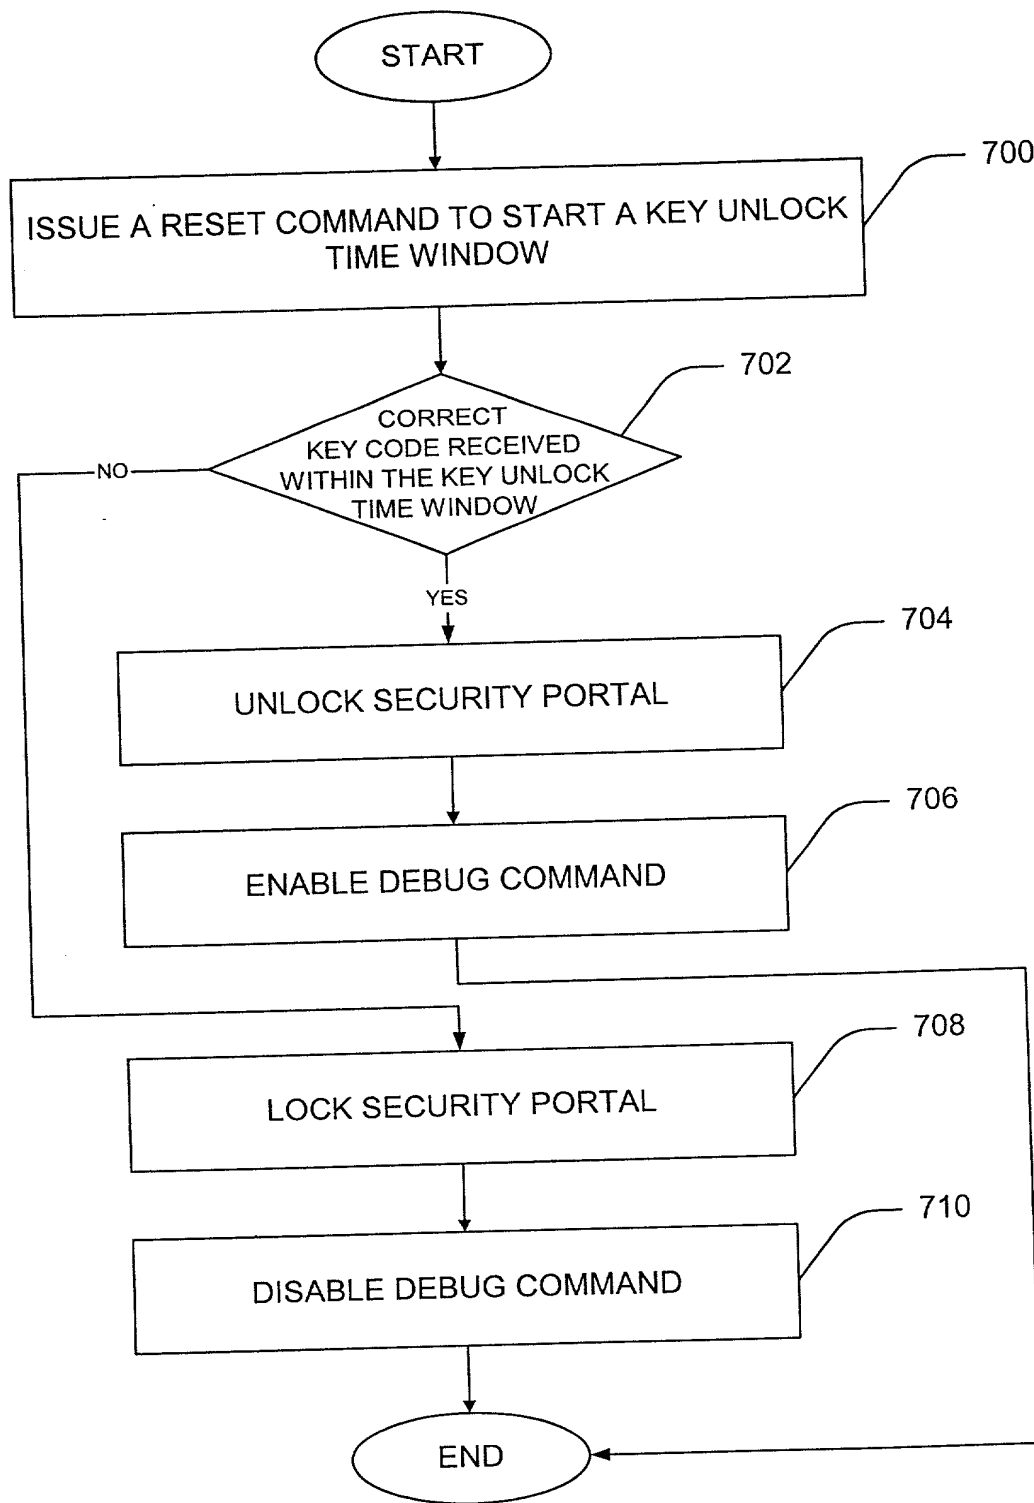 START
700
ISSUE A RESET COMMAND TO START A KEY UNLOCK
TIME WINDOW
702
CORRECT
KEY CODE RECEIVED
WITHIN THE KEY UNLOCK
TIME WINDOW
NO
YES
704
UNLOCK SECURITY PORTAL
706
ENABLE DEBUG COMMAND
708
LOCK SECURITY PORTAL
710
DISABLE DEBUG COMMAND
END